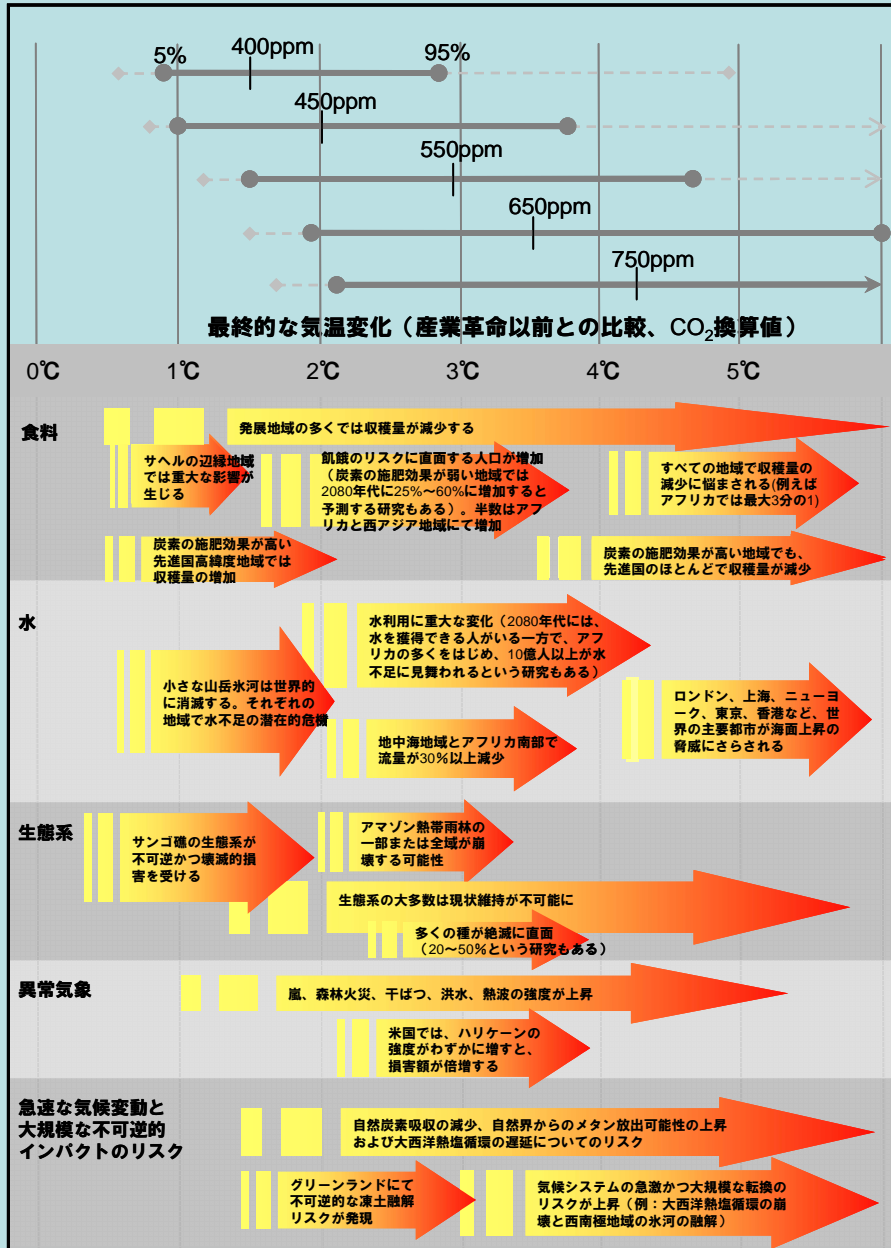 5%
400ppm
95%
450ppm
550ppm
650ppm
750ppm
最終的な気温変化（産業革命以前との比較、CO₂換算値）
0℃ 1℃ 2℃ 3℃ 4℃ 5℃
食料
発展地域の多くでは収穫量が減少する
サヘルの辺縁地域
では重大な影響が
生じる
飢餓のリスクに直面する人口が増加
（炭素の施肥効果が弱い地域では
2080年代に25%～60%に増加すると
予測する研究もある）。半数はアフ
リカと西アジア地域にて増加
すべての地域で収穫量の
減少に悩まされる(例えば
アフリカでは最大3分の1)
炭素の施肥効果が高い
先進国高緯度地域では
収穫量の増加
炭素の施肥効果が高い地域でも、
先進国のほとんどで収穫量が減少
水
水利用に重大な変化（2080年代には、
水を獲得できる人がいる一方で、アフ
リカの多くをはじめ、10億人以上が水
不足に見舞われるという研究もある）
小さな山岳氷河は世界的
に消滅する。それぞれの
地域で水不足の潜在的危機
地中海地域とアフリカ南部で
流量が30%以上減少
ロンドン、上海、ニューヨ
ーク、東京、香港など、世
界の主要都市が海面上昇の
脅威にさらされる
生態系
サンゴ礁の生態系が
不可逆かつ壊滅的損
害を受ける
アマゾン熱帯雨林の
一部または全域が崩
壊する可能性
生態系の大多数は現状維持が不可能に
多くの種が絶滅に直面
（20～50%という研究もある）
異常気象
嵐、森林火災、干ばつ、洪水、熱波の強度が上昇
米国では、ハリケーンの
強度がわずかに増すと、
損害額が倍増する
急速な気候変動と
大規模な不可逆的
インパクトのリスク
自然炭素吸収の減少、自然界からのメタン放出可能性の上昇
および大西洋熱塩循環の遅延についてのリスク
グリーンランドにて
不可逆的な凍土融解
リスクが発現
気候システムの急激かつ大規模な転換の
リスクが上昇（例：大西洋熱塩循環の崩
壊と西南極地域の氷河の融解）